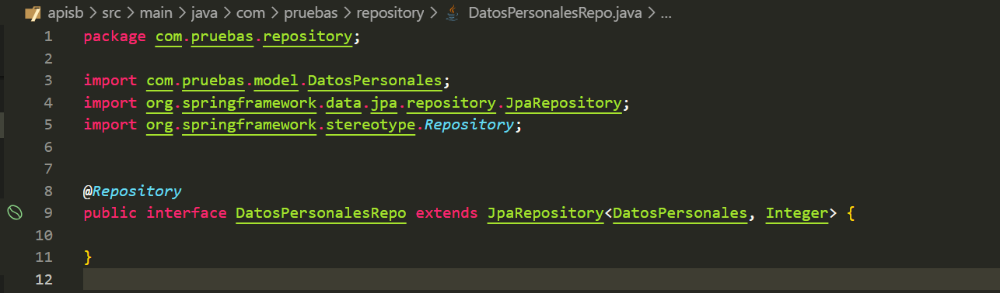 apisb > src > main > java > com > pruebas > repository > DatosPersonalesRepo.java > ...
1 package com.pruebas.repository;
2
3 import com.pruebas.model.DatosPersonales;
4 import org.springframework.data.jpa.repository.JpaRepository;
5 import org.springframework.stereotype.Repository;
6
7
8 @Repository
9 public interface DatosPersonalesRepo extends JpaRepository<DatosPersonales, Integer> {
10
11 }
12